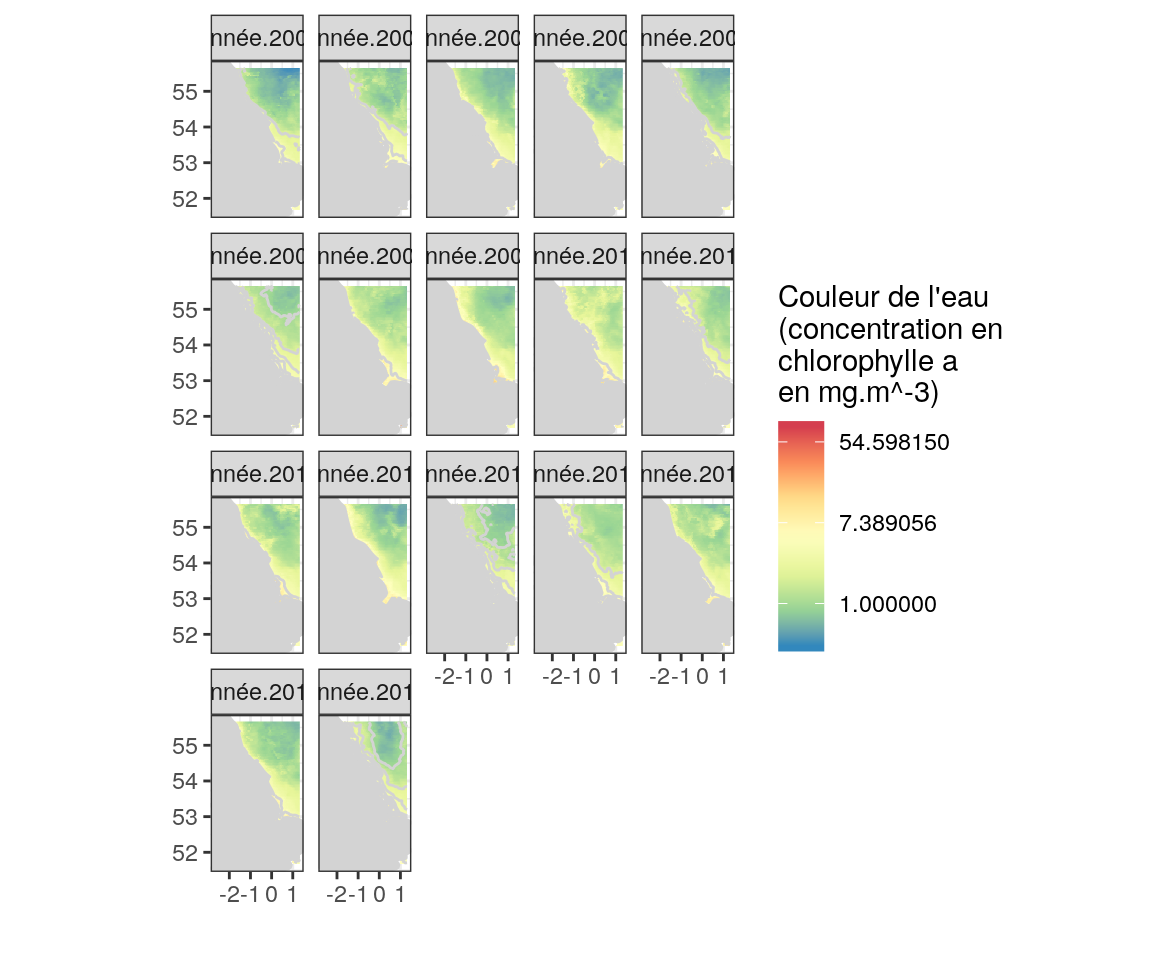 nnée.200 nnée.200 nnée.200 nnée.200 nnée.200
55
54
53
52
nnée.200 nnée.200 nnée.200 nnée.201 nnée.201
55
54
53
52
nnée.201 nnée.201 nnée.201 nnée.201 nnée.201
55
54
53
52
-2 -1 0 1 -2 -1 0 1 -2 -1 0 1
nnée.201 nnée.201
55
54
53
52
-2 -1 0 1 -2 -1 0 1
Couleur de l'eau
(concentration en
chlorophylle a
en mg.m^-3)
54.598150
7.389056
1.000000